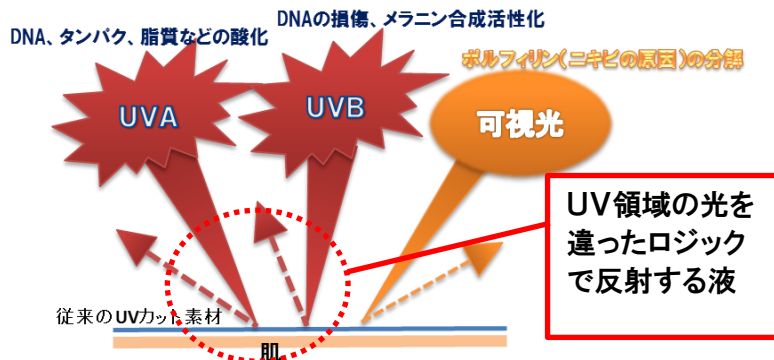 DNAの損傷、メラニン合成活性化
DNA、タンパク、脂質などの酸化
ポルフィリン(ニキビの原因)の分解
UVA
UVB
可視光
UV領域の光を
違ったロジック
で反射する液
従来のUVカット素材
肌